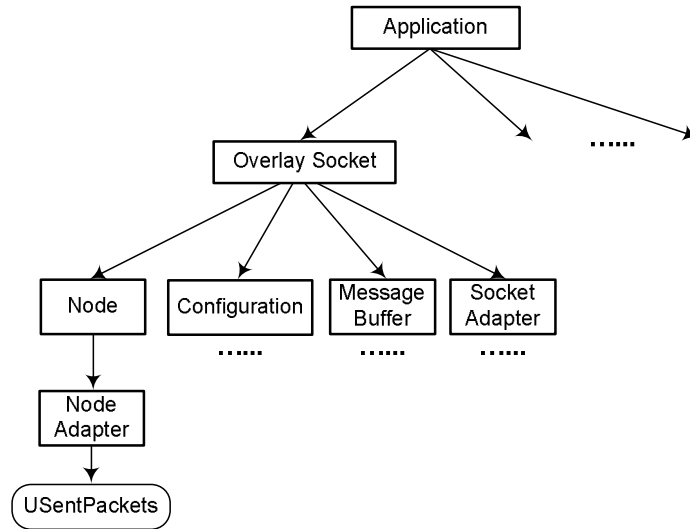 Application
......
Overlay Socket
Node
Configuration
Message
Buffer
Socket
Adapter
......
......
......
Node
Adapter
USentPackets